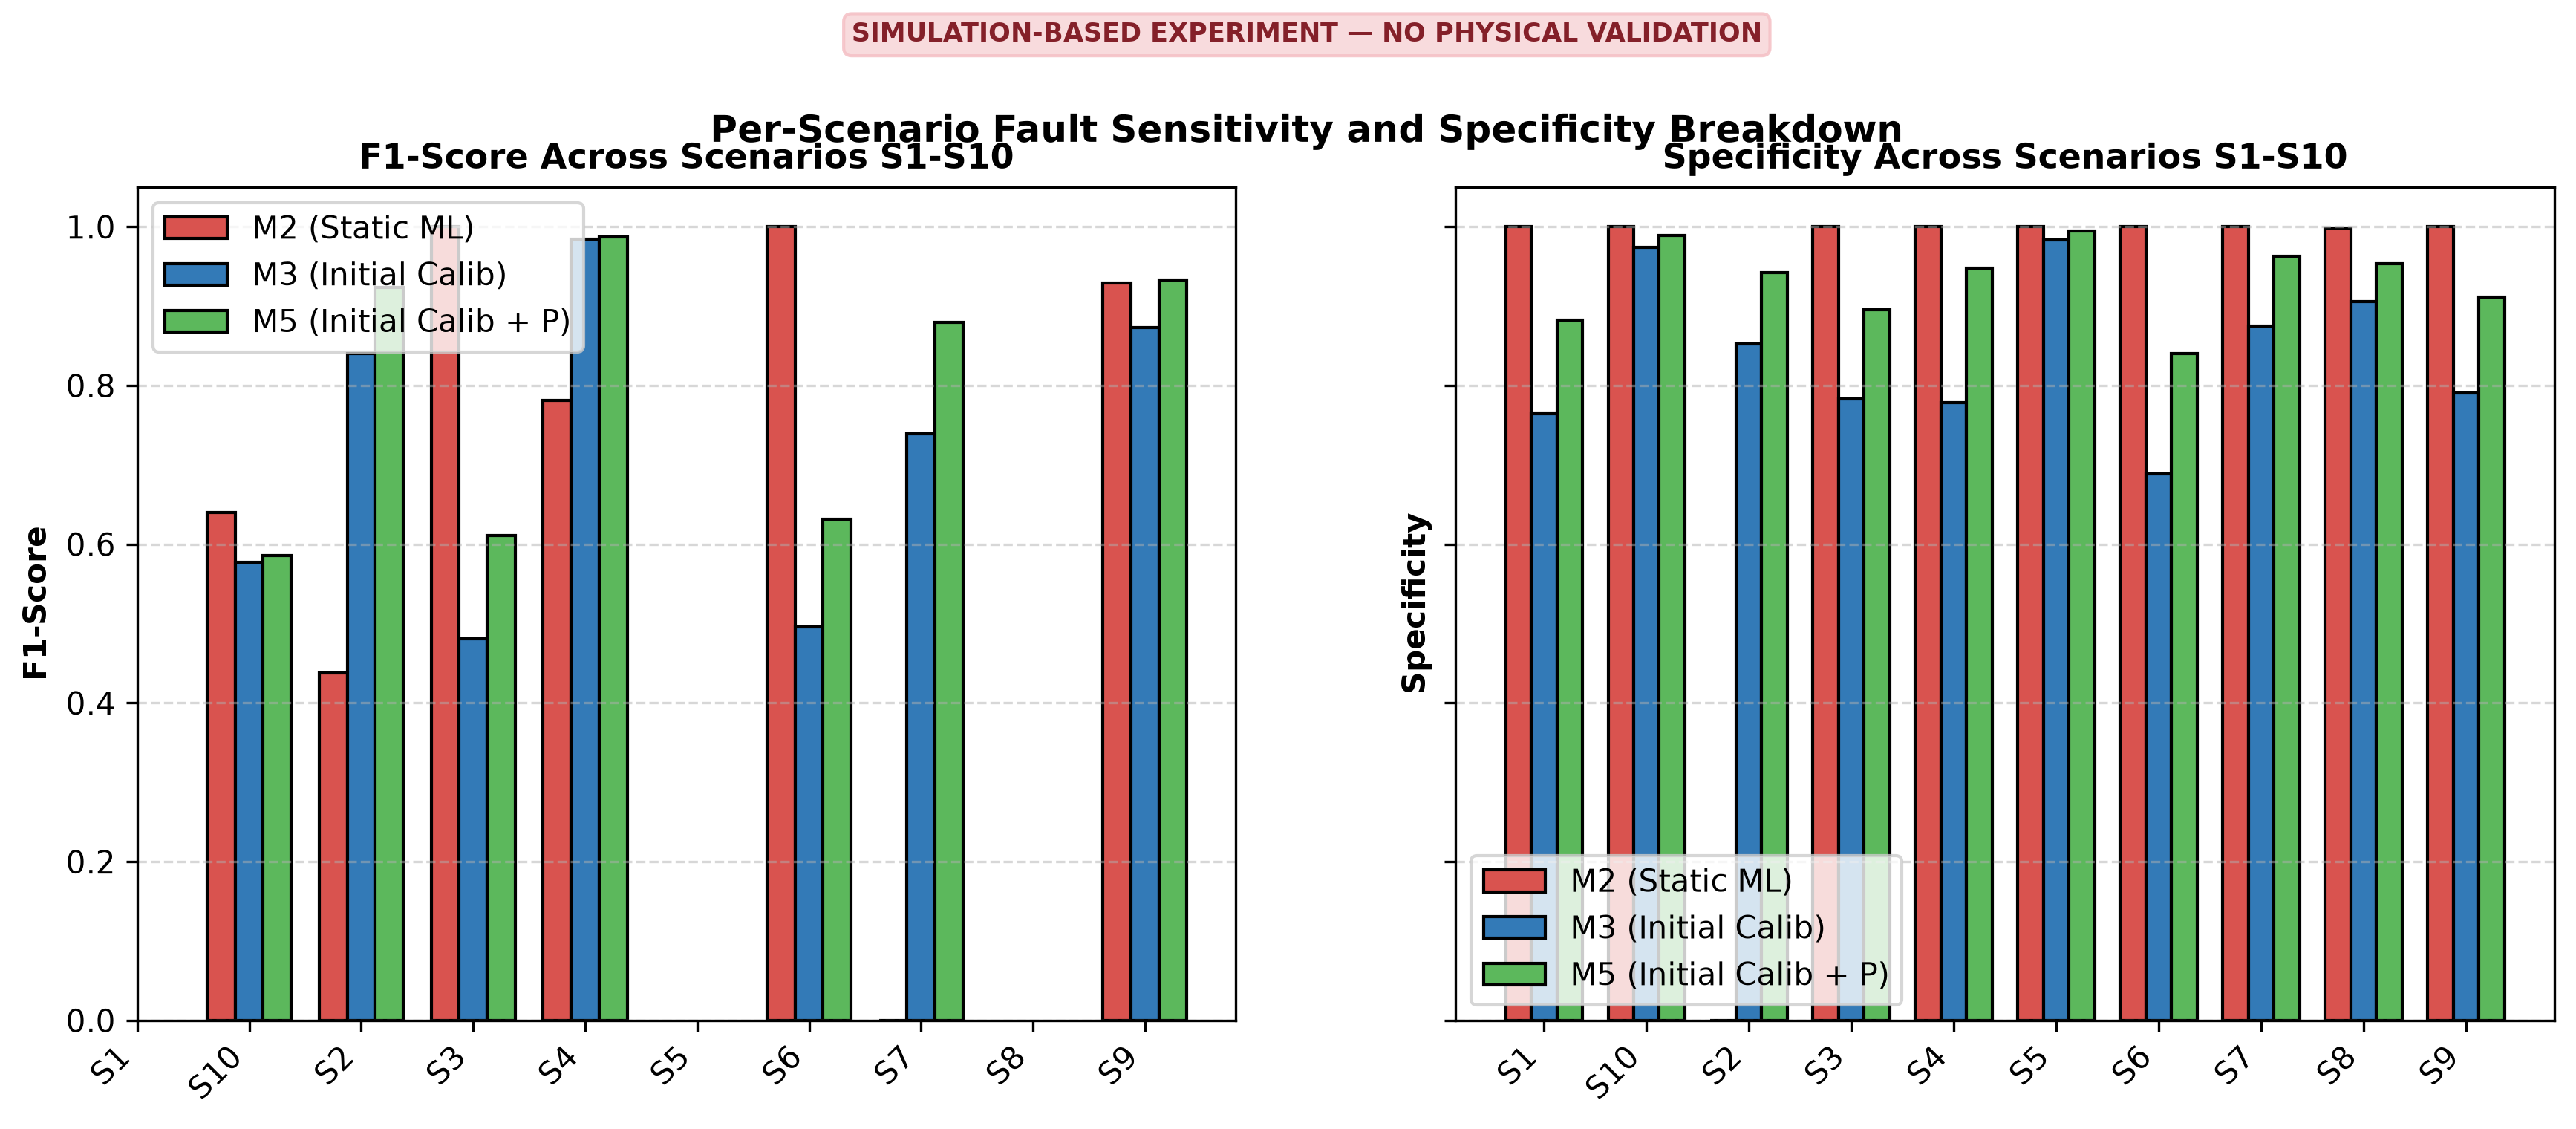 SIMULATION-BASED EXPERIMENT — NO PHYSICAL VALIDATION
Per-Scenario Fault Sensitivity and Specificity Breakdown
F1-Score Across Scenarios S1-S10
M2 (Static ML)
M3 (Initial Calib)
M5 (Initial Calib + P)
F1-Score
1.0
0.8
0.6
0.4
0.2
0.0
S1
S10
S2
S3
S4
S5
S6
S7
S8
S9
Specificity Across Scenarios S1-S10
Specificity
M2 (Static ML)
M3 (Initial Calib)
M5 (Initial Calib + P)
S1
S10
S2
S3
S4
S5
S6
S7
S8
S9